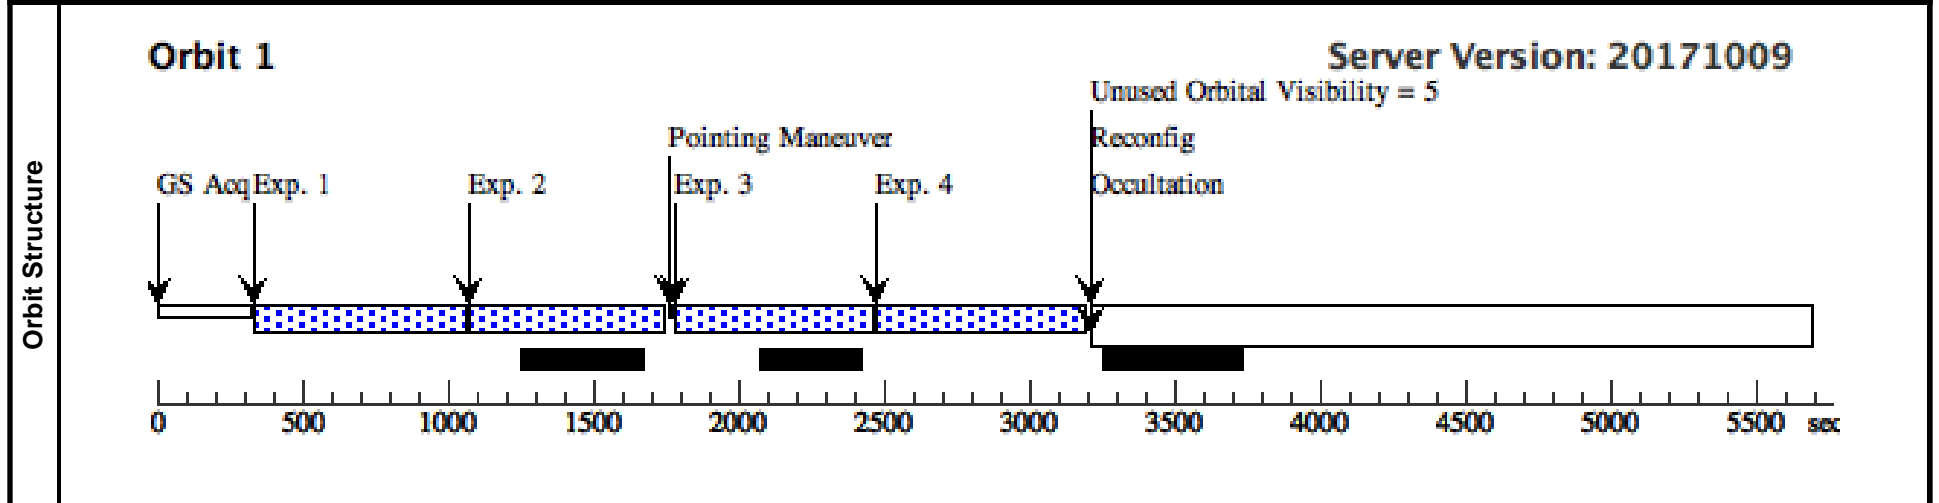 Orbit Structure
Orbit 1
Server Version: 20171009
Unused Orbital Visibility = 5
Pointing Maneuver
Reconfig
GS Acq
Exp. 1
Exp. 2
Exp. 3
Exp. 4
Occultation
0 500 1000 1500 2000 2500 3000 3500 4000 4500 5000 5500 sec